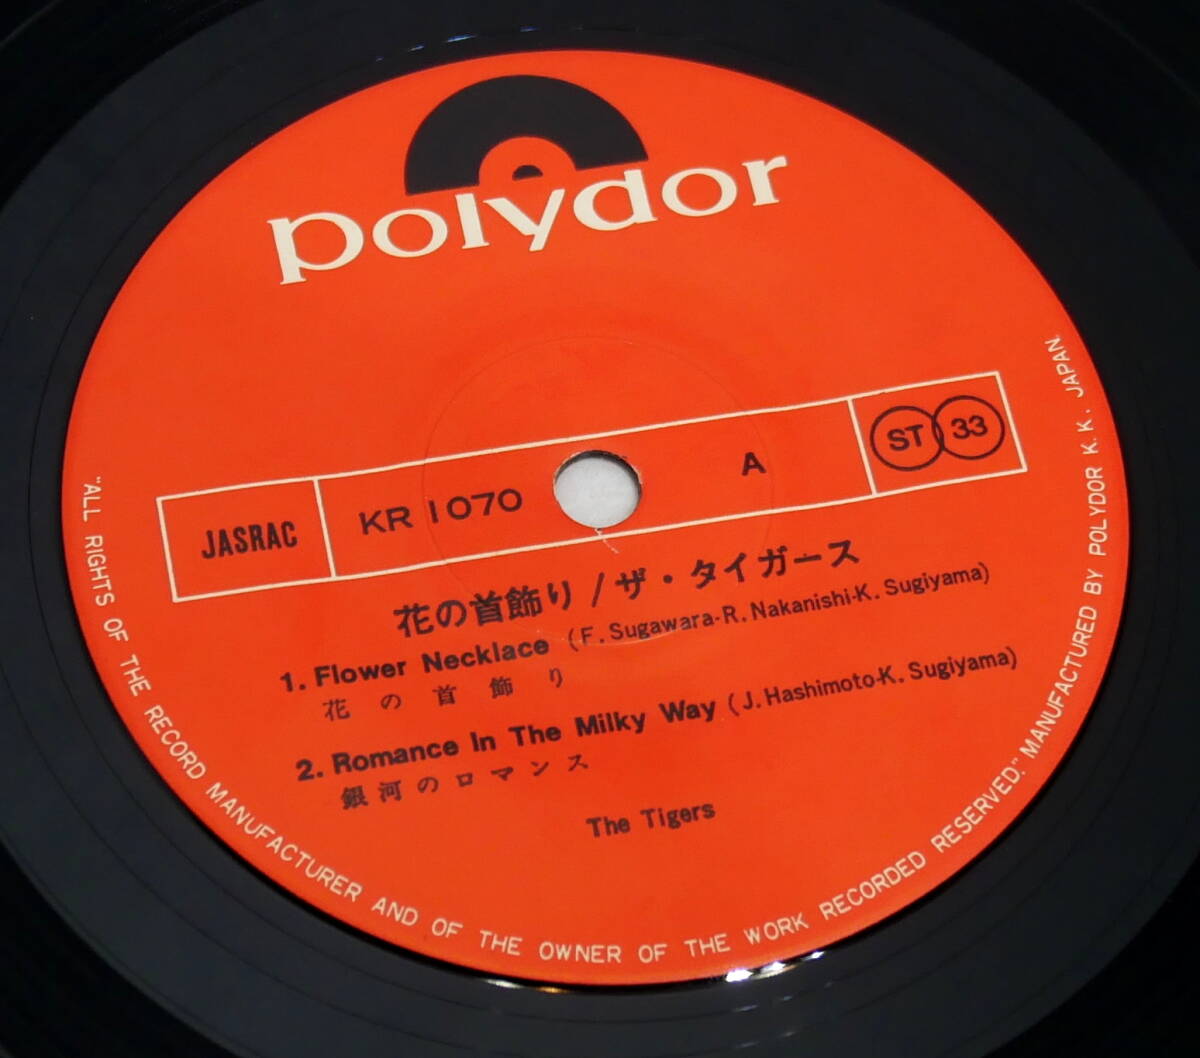 polydor
JASRAC
KR 1070
A
ST 33
花の首飾り / ザ・タイガース
1. Flower Necklace (F. Sugawara-R. Nakanishi-K. Sugiyama)
花の首飾り
2. Romance In The Milky Way (J. Hashimoto-K. Sugiyama)
銀河のロマンス
The Tigers
"ALL RIGHTS OF THE RECORD MANUFACTURER AND OF THE OWNER OF THE WORK RECORDED RESERVED." MANUFACTURED BY POLYDOR K. K. JAPAN